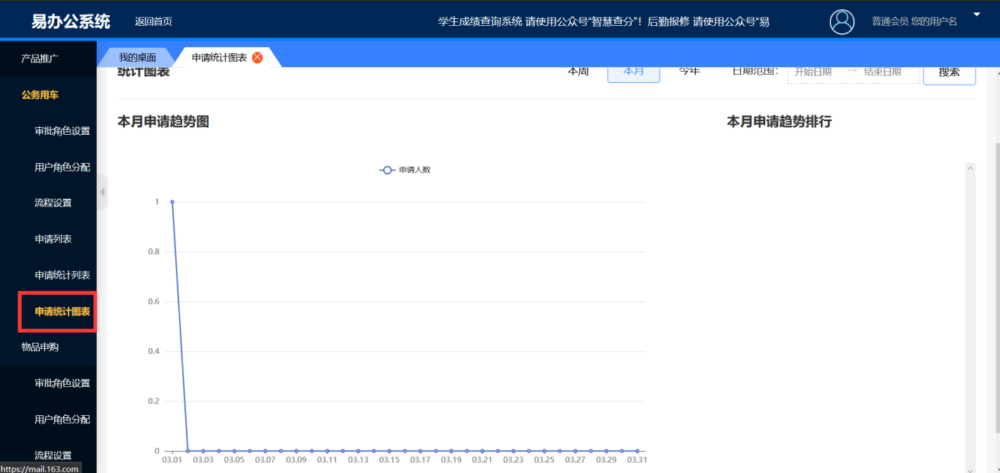 易办公系统
返回首页
学生成绩查询系统 请使用公众号“智慧查分”！后勤报修 请使用公众号“易
普通会员 您的用户名
产品推广
公务用车
审批角色设置
用户角色分配
流程设置
申请列表
申请统计列表
申请统计图表
物品申购
审批角色设置
用户角色分配
流程设置
https://mail.163.com
我的桌面
申请统计图表
统计图表
本周
本月
今年
日期范围：
开始日期
→
结束日期
搜索
本月申请趋势图
本月申请趋势排行
申请人数
1
0.8
0.6
0.4
0.2
0
03.01 03.03 03.05 03.07 03.09 03.11 03.13 03.15 03.17 03.19 03.21 03.23 03.25 03.27 03.29 03.31